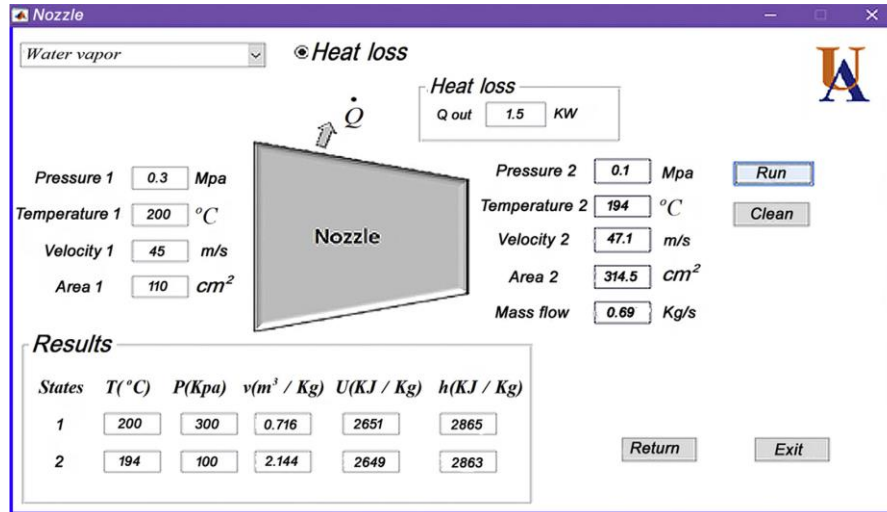 Nozzle
Water vapor
Heat loss
Heat loss
Q out 1.5 KW
Q̇
Pressure 1 0.3 Mpa
Temperature 1 200 °C
Velocity 1 45 m/s
Area 1 110 cm²
Nozzle
Pressure 2 0.1 Mpa
Temperature 2 194 °C
Velocity 2 47.1 m/s
Area 2 314.5 cm²
Mass flow 0.69 Kg/s
Run
Clean
UA
Results
States T(°C) P(Kpa) v(m³ / Kg) U(KJ / Kg) h(KJ / Kg)
1 200 300 0.716 2651 2865
2 194 100 2.144 2649 2863
Return
Exit